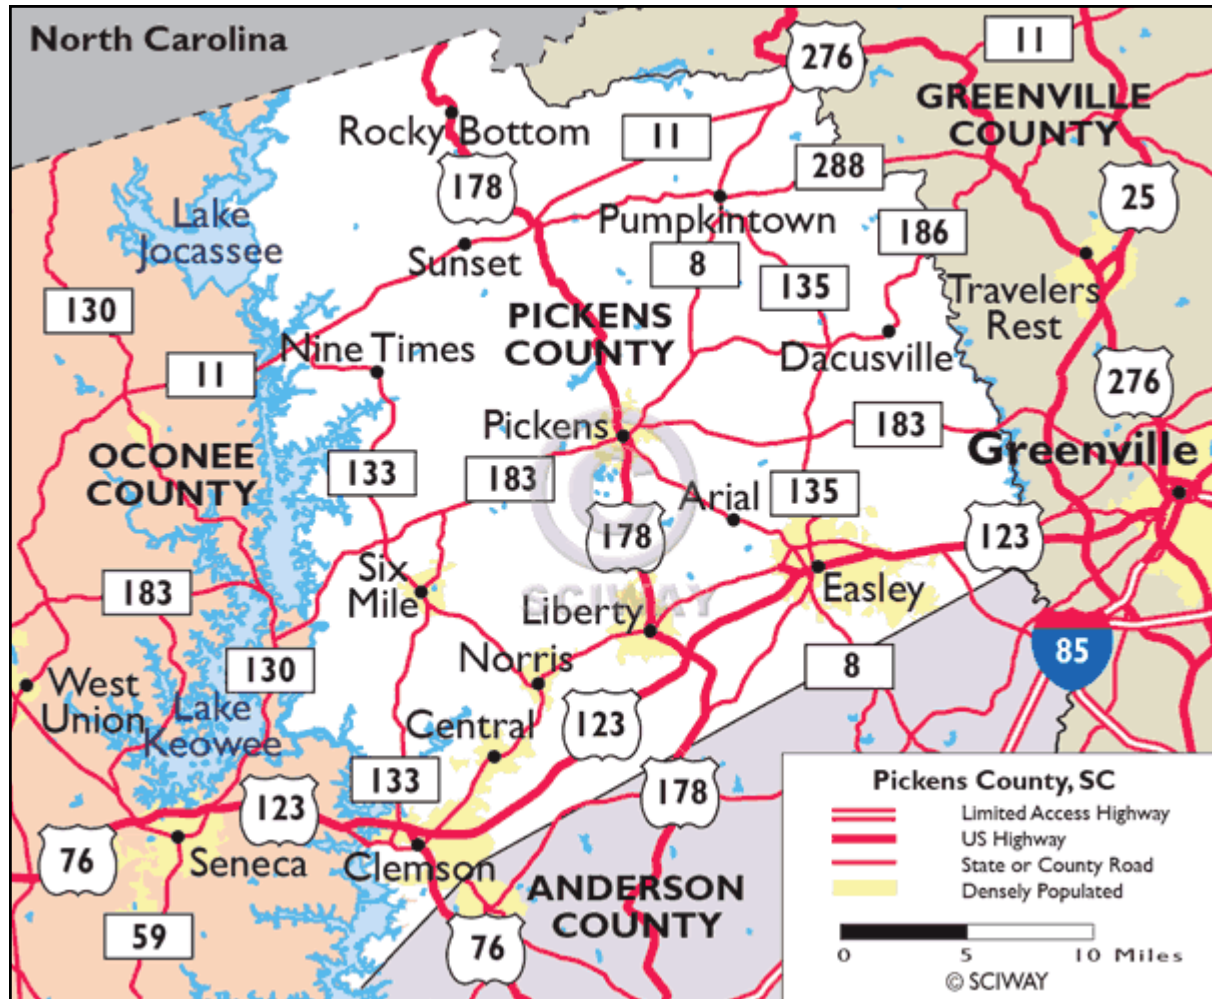 North Carolina
276
11
GREENVILLE
COUNTY
Rocky Bottom
11
288
178
25
Lake
Jocassee
Pumpkintown
186
Sunset
8
135
Travelers
Rest
130
PICKENS
COUNTY
Nine Times
Dacusville
11
276
Pickens
183
Greenville
OCONEE
COUNTY
133
183
Arial
135
178
123
©
SCIWAY
Six
Mile
183
Easley
Liberty
85
130
Norris
8
West
Union
Lake
Keowee
Central
123
133
178
123
76
Seneca
Clemson
ANDERSON
COUNTY
59
76
Pickens County, SC
Limited Access Highway
US Highway
State or County Road
Densely Populated
0 5 10 Miles
© SCIWAY